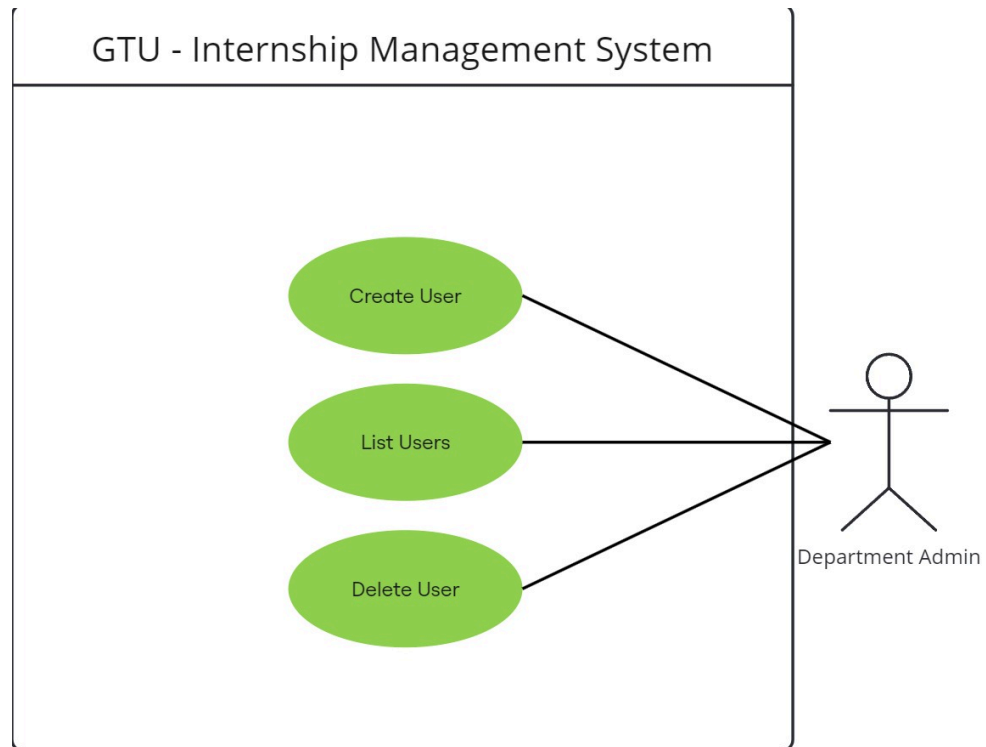 GTU - Internship Management System
Create User
List Users
Delete User
Department Admin